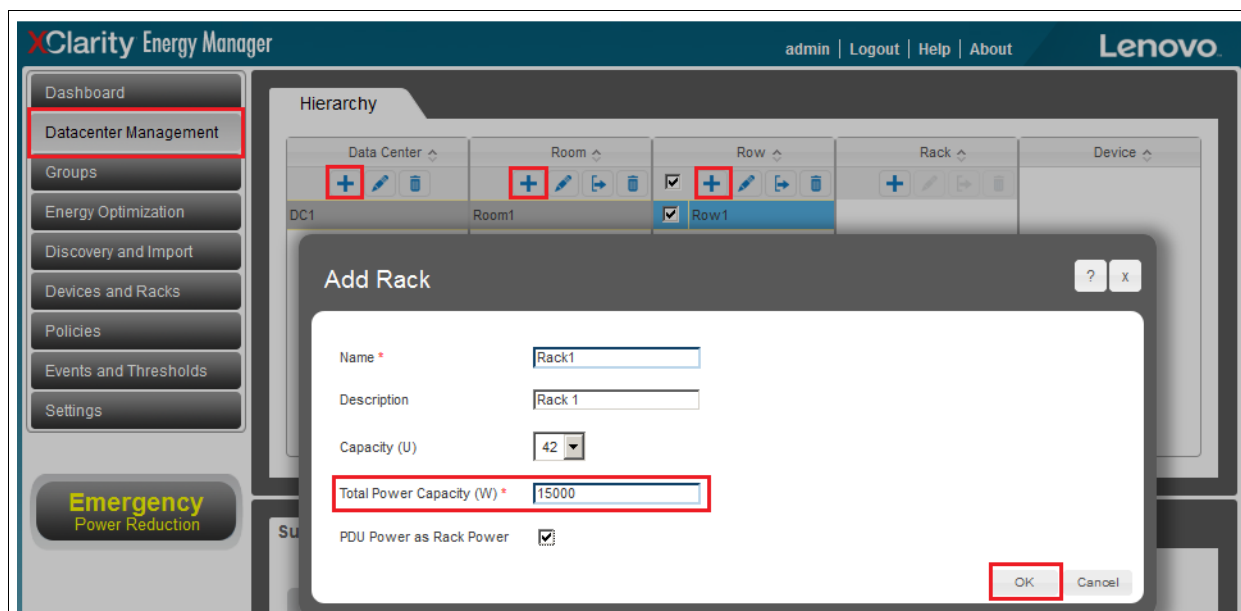 XClarity Energy Manager
admin | Logout | Help | About
Lenovo.
Dashboard
Datacenter Management
Groups
Energy Optimization
Discovery and Import
Devices and Racks
Policies
Events and Thresholds
Settings
Emergency
Power Reduction
Hierarchy
Data Center Room Row Rack Device
DC1 Room1 Row1
Add Rack
? x
Name * Rack1
Description Rack 1
Capacity (U) 42
Total Power Capacity (W) * 15000
PDU Power as Rack Power
OK Cancel
Su